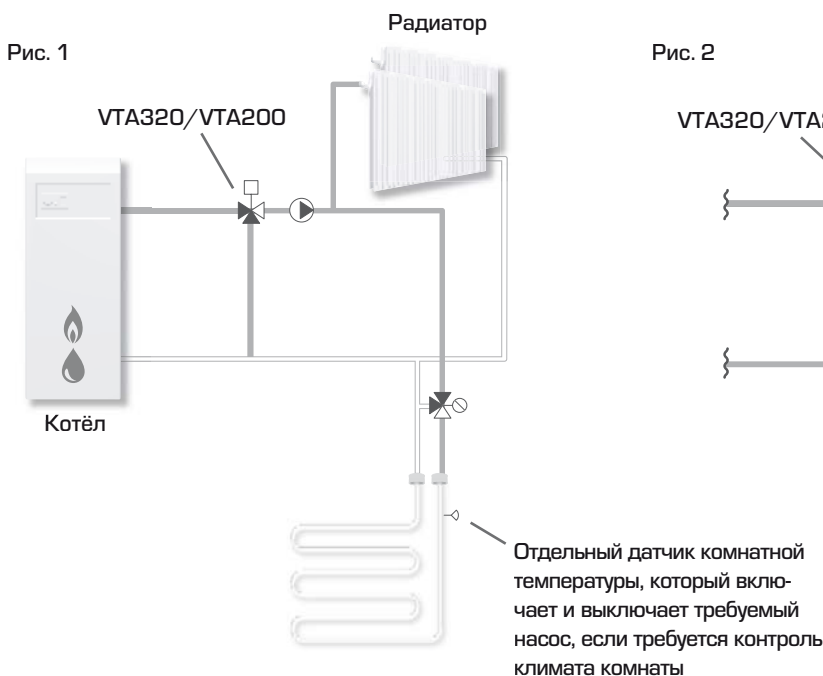 Радиатор
Рис. 1
Рис. 2
VTA320/VTA200
Котёл
Отдельный датчик комнатной
температуры, который вклю-
чает и выключает требуемый
насос, если требуется контроль
климата комнаты